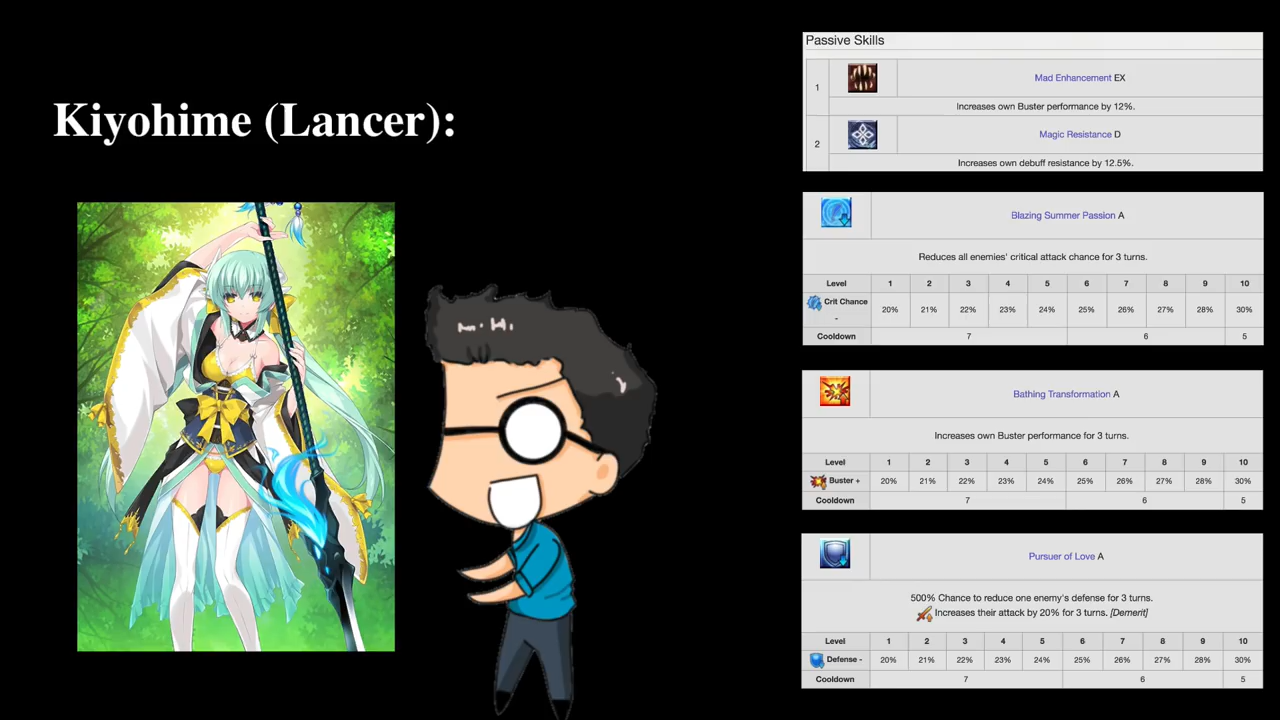 Kiyohime (Lancer):
Passive Skills
1 Mad Enhancement EX
Increases own Buster performance by 12%.
2 Magic Resistance D
Increases own debuff resistance by 12.5%.
Blazing Summer Passion A
Reduces all enemies' critical attack chance for 3 turns.
Level 1 2 3 4 5 6 7 8 9 10
Crit Chance - 20% 21% 22% 23% 24% 25% 26% 27% 28% 30%
Cooldown 7 6 5
Bathing Transformation A
Increases own Buster performance for 3 turns.
Level 1 2 3 4 5 6 7 8 9 10
Buster + 20% 21% 22% 23% 24% 25% 26% 27% 28% 30%
Cooldown 7 6 5
Pursuer of Love A
500% Chance to reduce one enemy's defense for 3 turns.
Increases their attack by 20% for 3 turns. [Demerit]
Level 1 2 3 4 5 6 7 8 9 10
Defense - 20% 21% 22% 23% 24% 25% 26% 27% 28% 30%
Cooldown 7 6 5